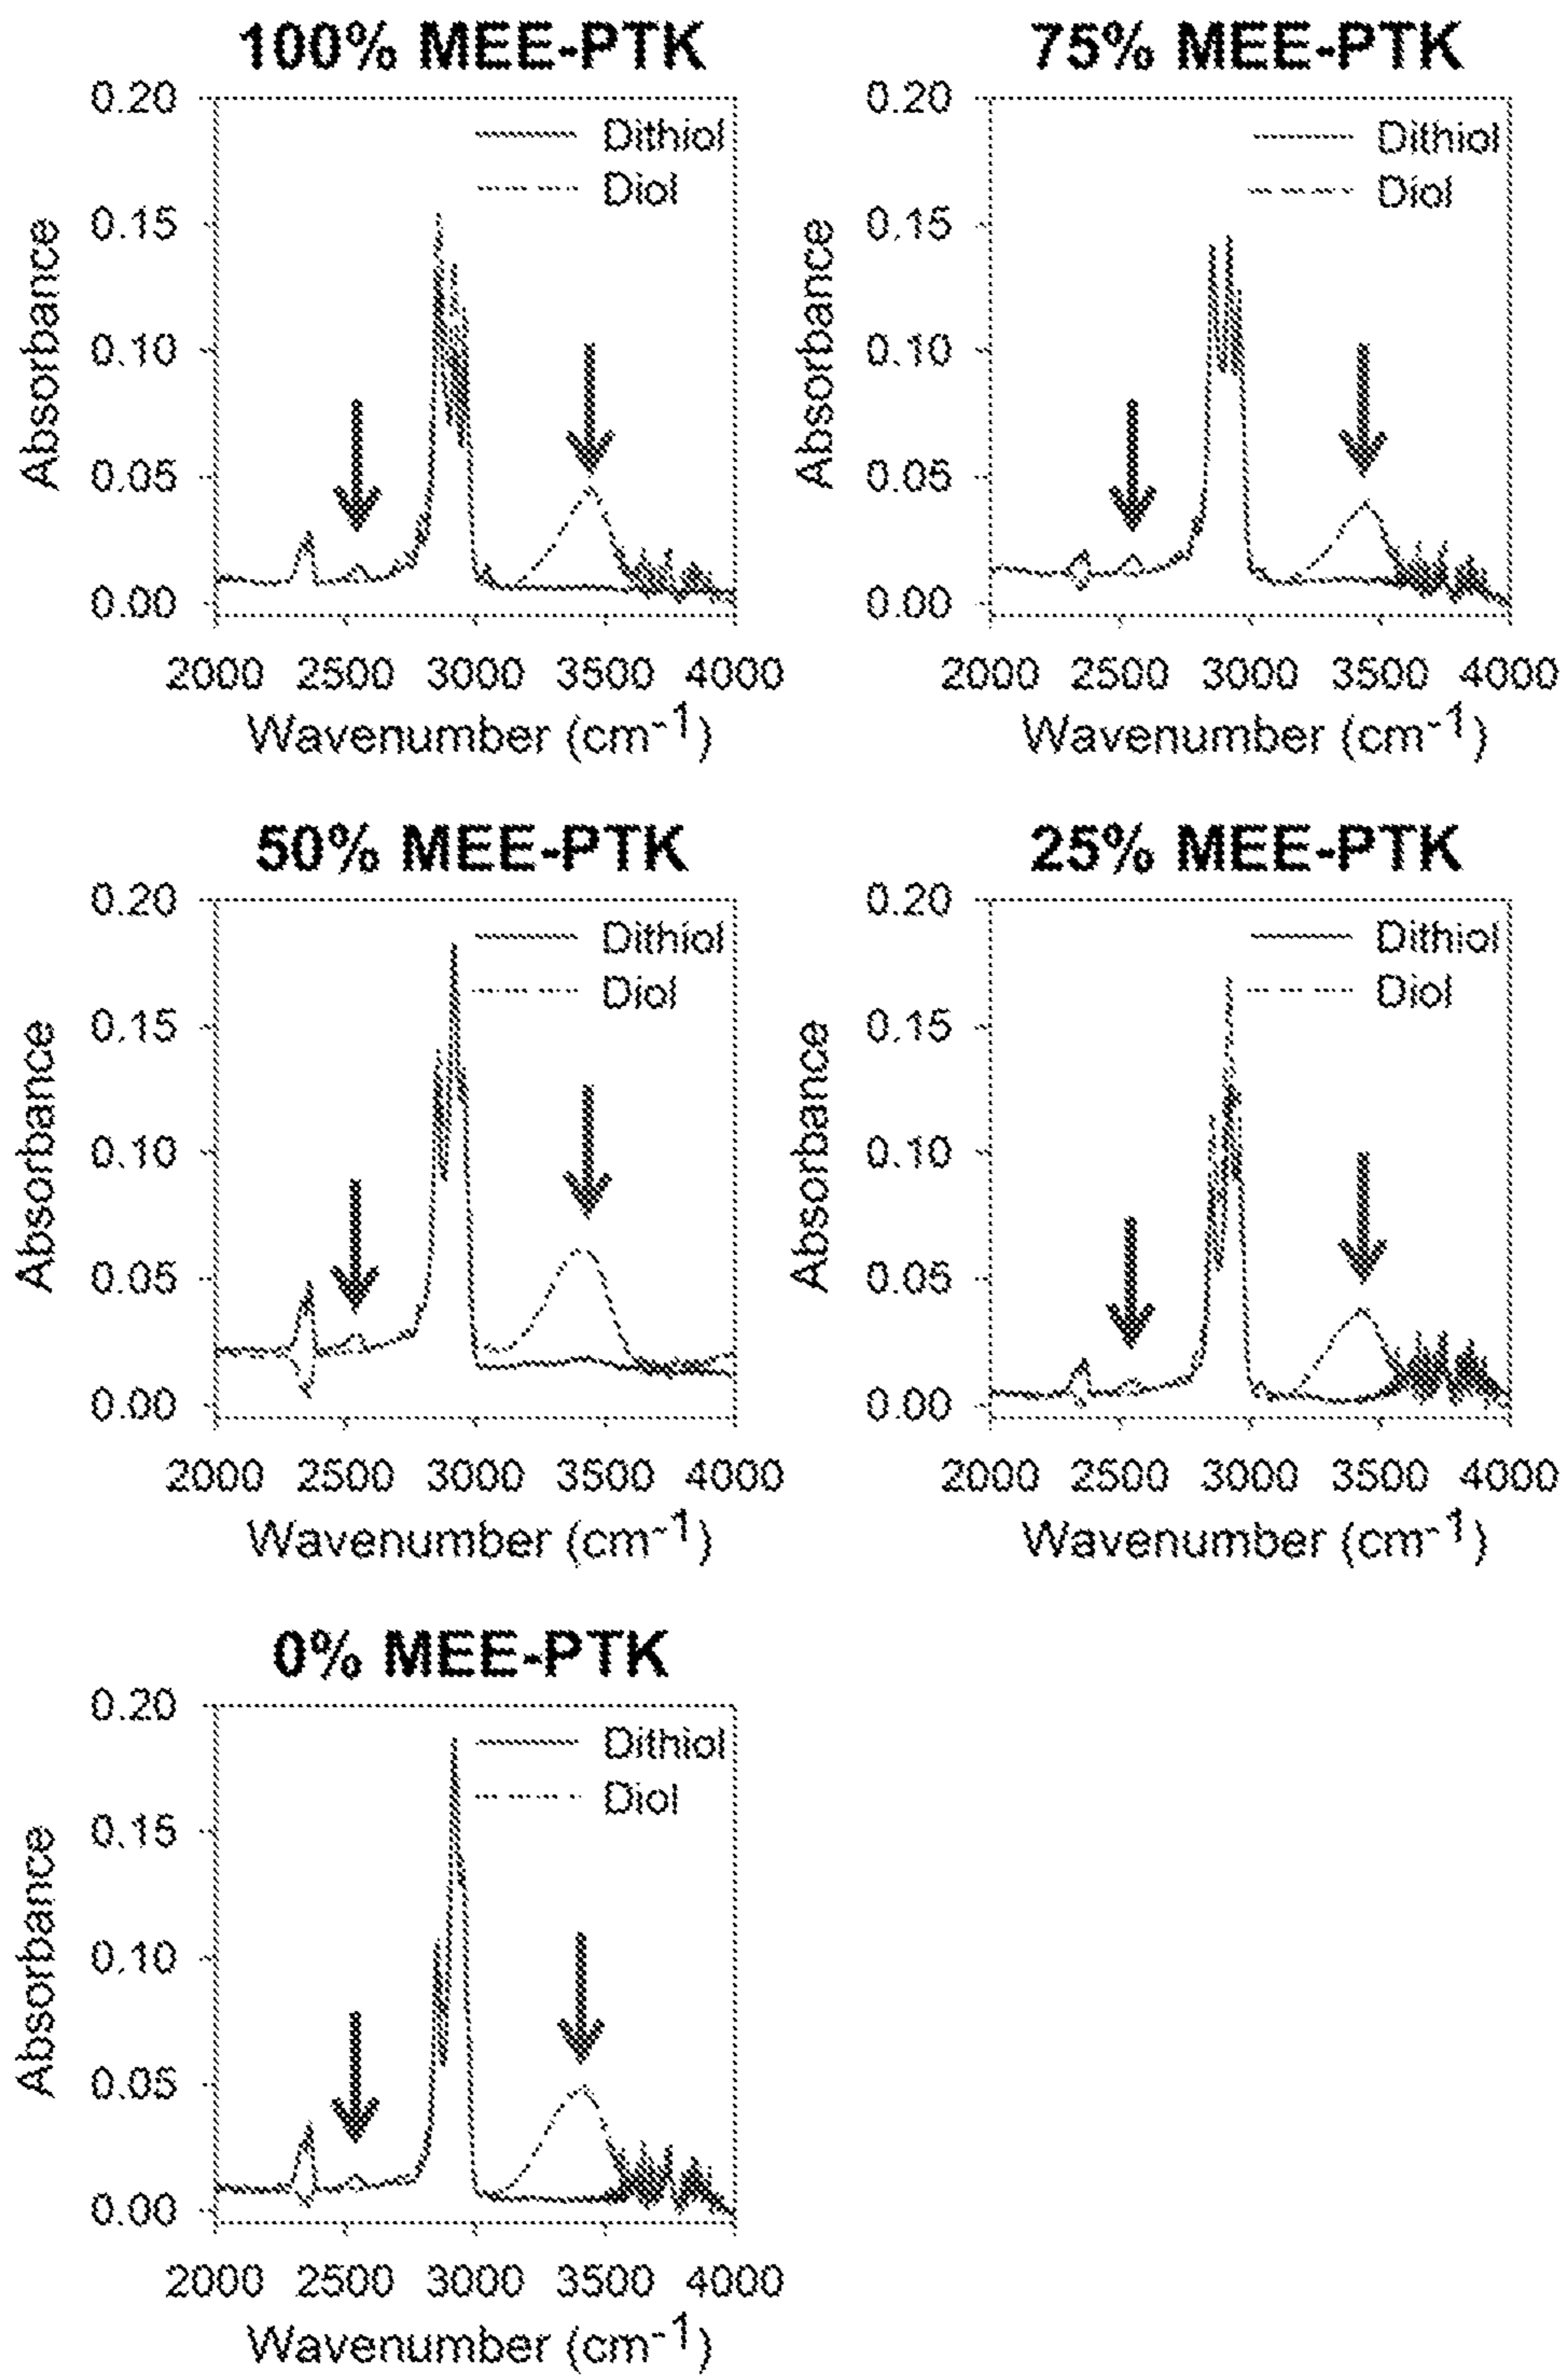 100% MEE-PTK
0.20
0.15
0.10
0.05
0.00
Absorbance
Dithiol
Diol
2000 2500 3000 3500 4000
Wavenumber (cm-1)
75% MEE-PTK
0.20
0.15
0.10
0.05
0.00
Absorbance
Dithiol
Diol
2000 2500 3000 3500 4000
Wavenumber (cm-1)
50% MEE-PTK
0.20
0.15
0.10
0.05
0.00
Absorbance
Dithiol
Diol
2000 2500 3000 3500 4000
Wavenumber (cm-1)
25% MEE-PTK
0.20
0.15
0.10
0.05
0.00
Absorbance
Dithiol
Diol
2000 2500 3000 3500 4000
Wavenumber (cm-1)
0% MEE-PTK
0.20
0.15
0.10
0.05
0.00
Absorbance
Dithiol
Diol
2000 2500 3000 3500 4000
Wavenumber (cm-1)